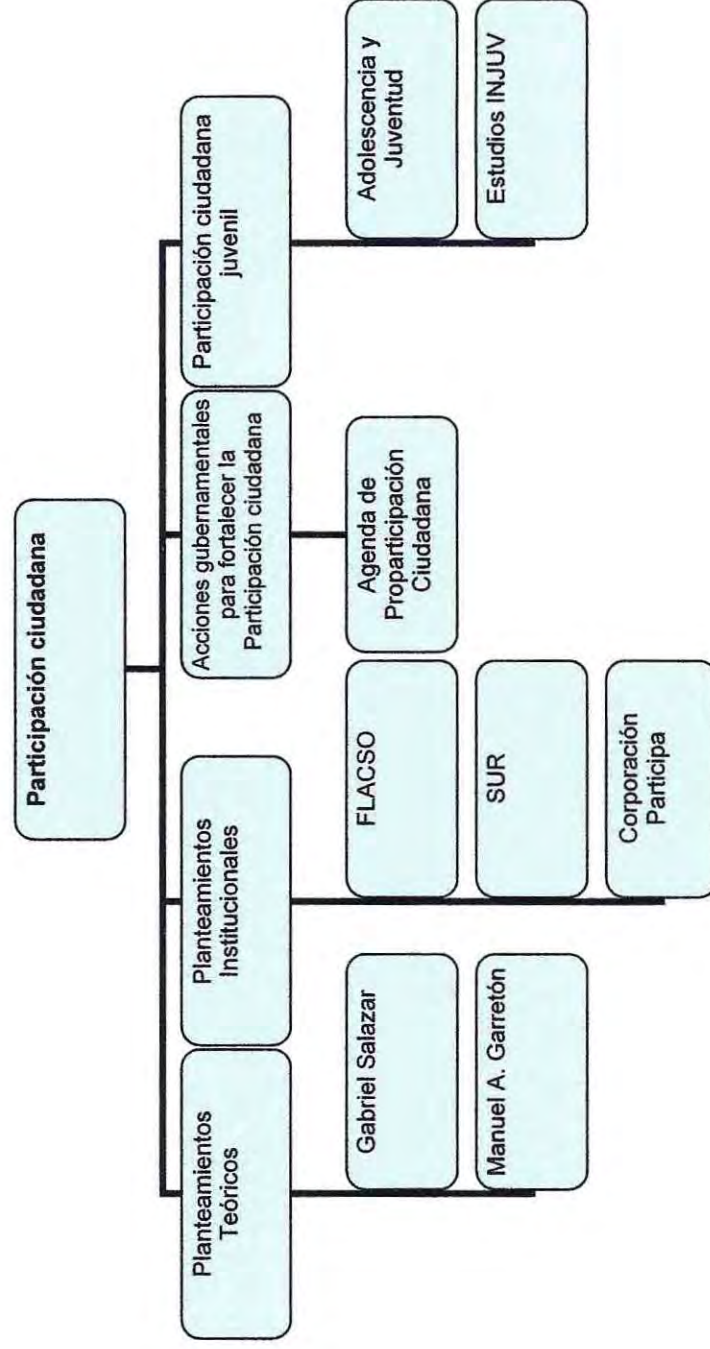 Participación ciudadana
Planteamientos
Teóricos
Planteamientos
Institucionales
Acciones gubernamentales
para fortalecer la
Participación ciudadana
Participación ciudadana
juvenil
Gabriel Salazar
Manuel A. Garretón
FLACSO
SUR
Corporación
Participa
Agenda de
Proparticipación
Ciudadana
Adolescencia y
Juventud
Estudios INJUV